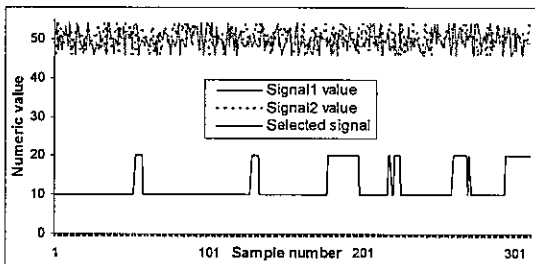 50
40
30
20
10
0
Numeric value
Signal1 value
Signal2 value
Selected signal
1
101
Sample number
201
301